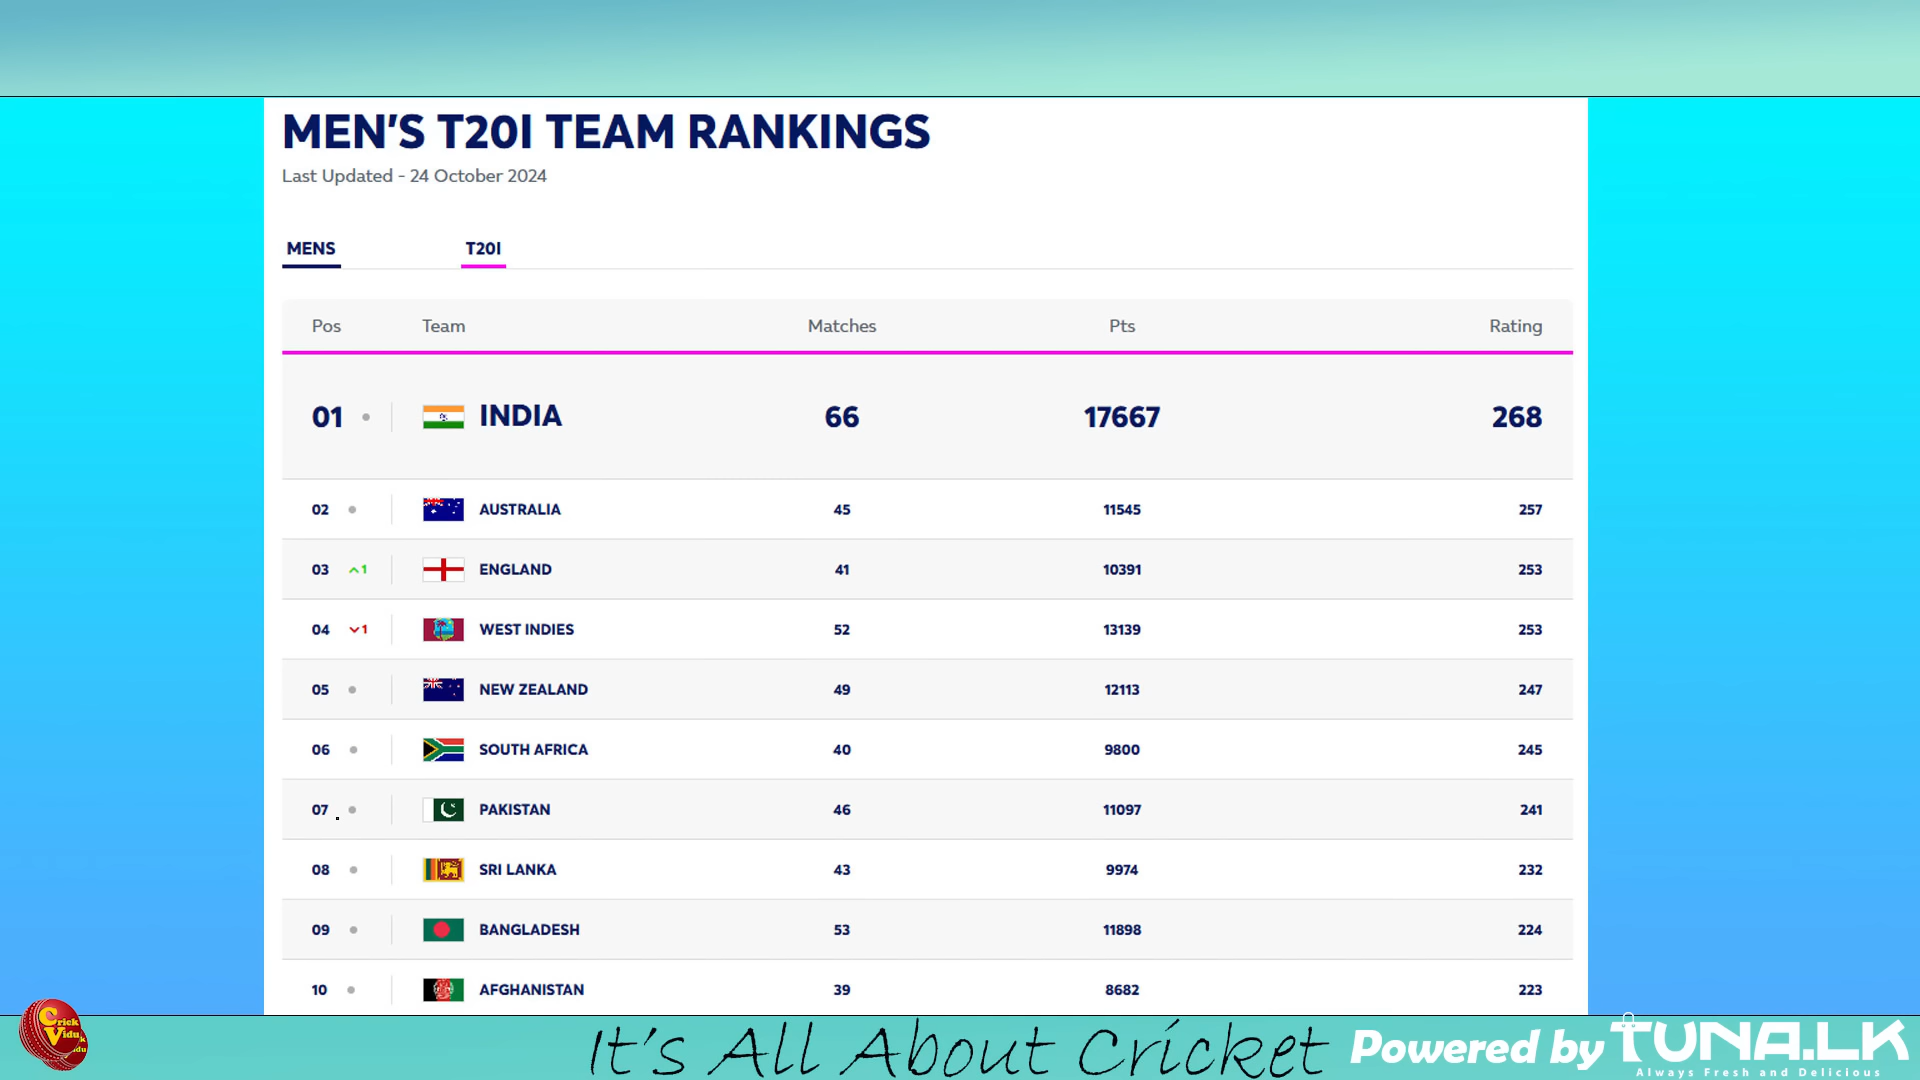 MEN'S T20I TEAM RANKINGS
Last Updated - 24 October 2024
MENS T20I
Pos Team Matches Pts Rating
01 INDIA 66 17667 268
02 AUSTRALIA 45 11545 257
03 1 ENGLAND 41 10391 253
04 1 WEST INDIES 52 13139 253
05 NEW ZEALAND 49 12113 247
06 SOUTH AFRICA 40 9800 245
07 PAKISTAN 46 11097 241
08 SRI LANKA 43 9974 232
09 BANGLADESH 53 11898 224
10 AFGHANISTAN 39 8682 223
Crick
Vidu
It's All About Cricket
Powered by TUNA.LK
Always Fresh and Delicious